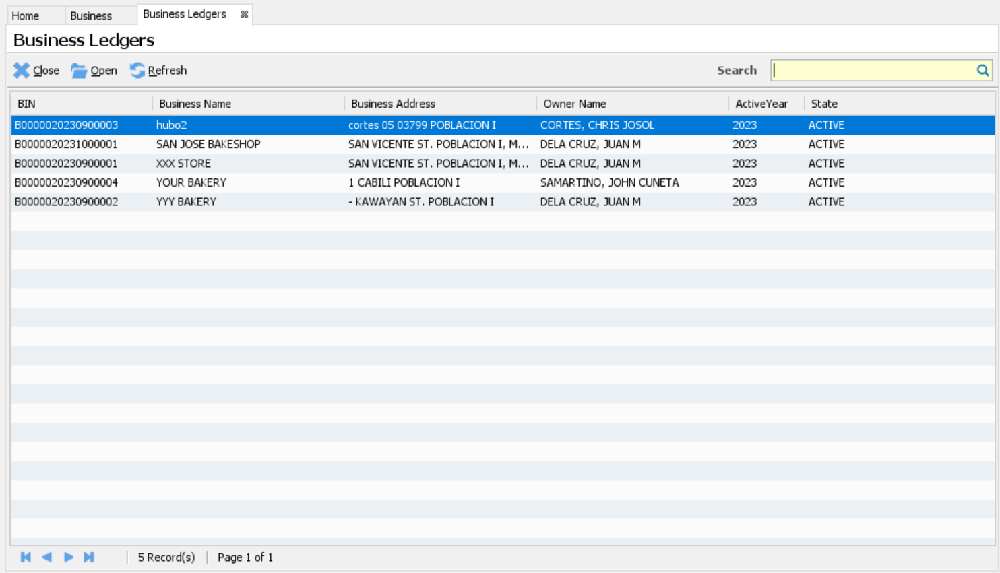 Home Business Business Ledgers
Business Ledgers
Close Open Refresh Search
BIN Business Name Business Address Owner Name ActiveYear State
B0000020230900003 hubo2 cortes 05 03799 POBLACION I CORTES, CHRIS JOSOL 2023 ACTIVE
B0000020231000001 SAN JOSE BAKESHOP SAN VICENTE ST. POBLACION I, M... DELA CRUZ, JUAN M 2023 ACTIVE
B0000020230900001 XXX STORE SAN VICENTE ST. POBLACION I, M... DELA CRUZ, JUAN M 2023 ACTIVE
B0000020230900004 YOUR BAKERY 1 CABILI POBLACION I SAMARTINO, JOHN CUNETA 2023 ACTIVE
B0000020230900002 YYY BAKERY - KAWAYAN ST. POBLACION I DELA CRUZ, JUAN M 2023 ACTIVE
5 Record(s) Page 1 of 1